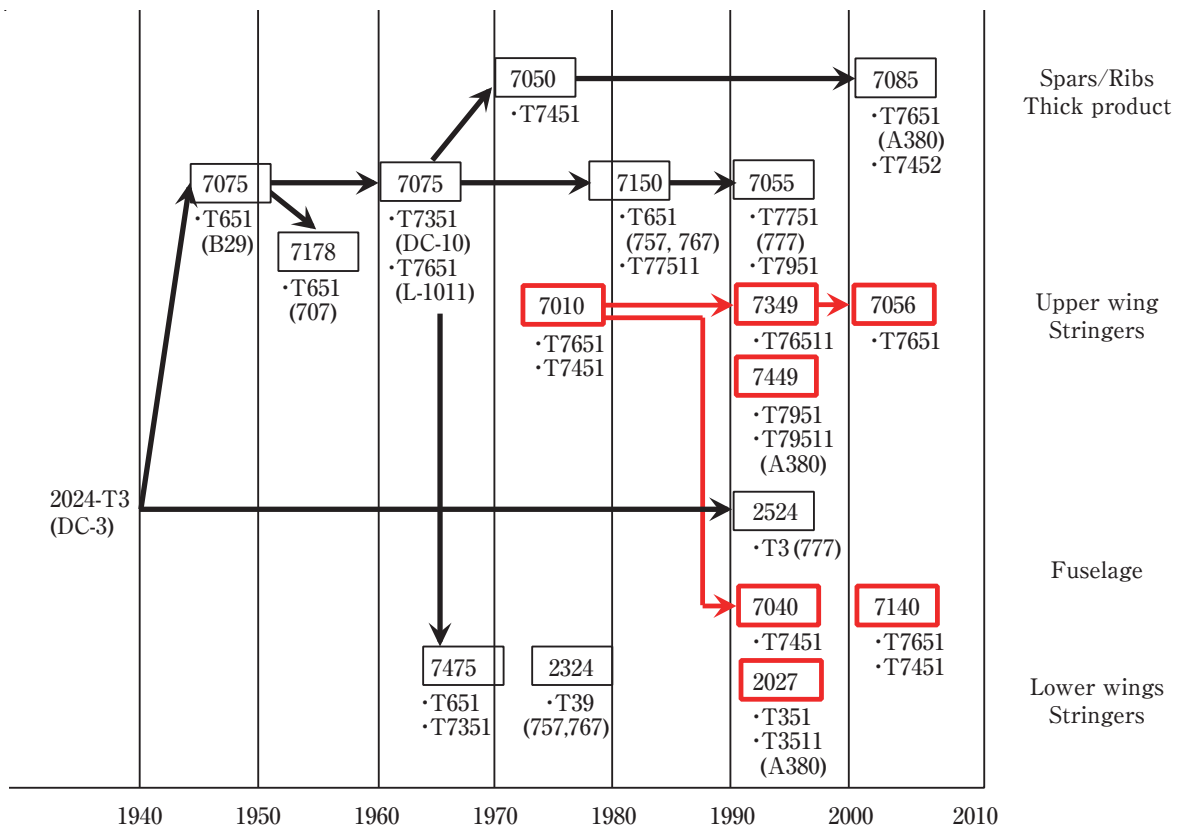 7050
・T7451
7085
・T7651
(A380)
・T7452
Spars/Ribs
Thick product
7075
・T651
(B29)
7178
・T651
(707)
7075
・T7351
(DC-10)
・T7651
(L-1011)
7150
・T651
(757, 767)
・T77511
7055
・T7751
(777)
・T7951
7010
・T7651
・T7451
7349
・T76511
7056
・T7651
Upper wing
Stringers
7449
・T7951
・T79511
(A380)
2024-T3
(DC-3)
2524
・T3 (777)
Fuselage
7040
・T7451
7140
・T7651
・T7451
7475
・T651
・T7351
2324
・T39
(757,767)
2027
・T351
・T3511
(A380)
Lower wings
Stringers
1940 1950 1960 1970 1980 1990 2000 2010